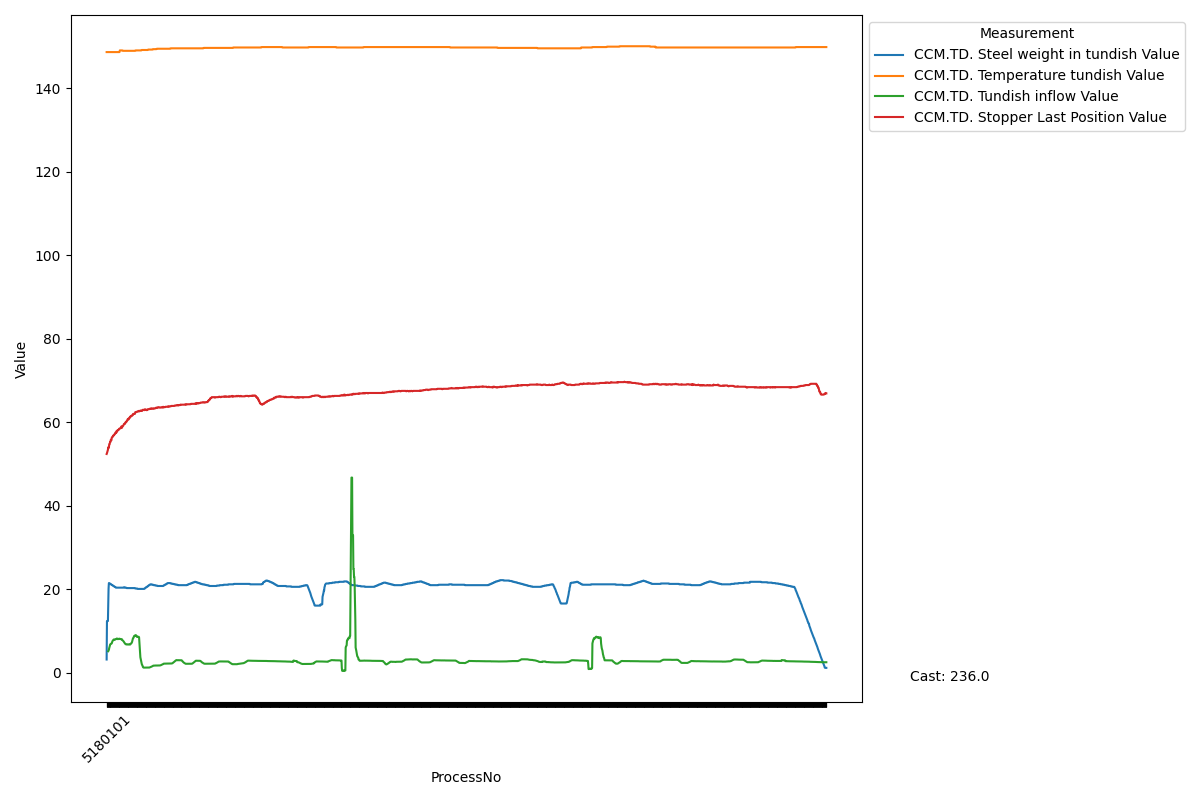 Measurement
CCM.TD. Steel weight in tundish Value
CCM.TD. Temperature tundish Value
CCM.TD. Tundish inflow Value
CCM.TD. Stopper Last Position Value
Value
140
120
100
80
60
40
20
0
5180101
ProcessNo
Cast: 236.0